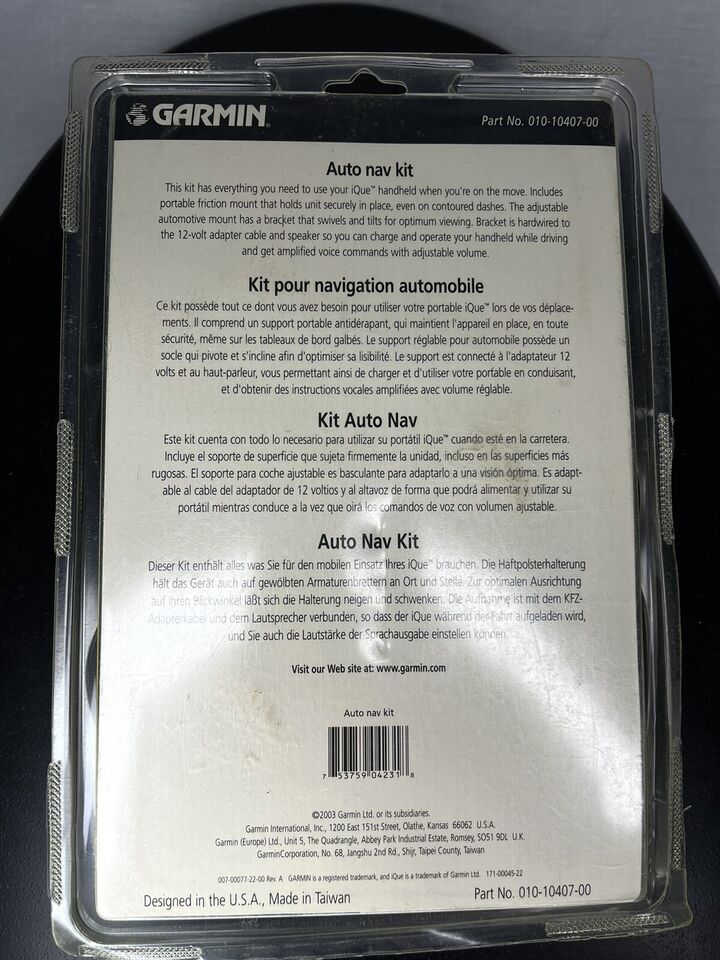 GARMIN®
Part No. 010-10407-00
Auto nav kit
This kit has everything you need to use your iQue™ handheld when you're on the move. Includes
portable friction mount that holds unit securely in place, even on contoured dashes. The adjustable
automotive mount has a bracket that swivels and tilts for optimum viewing. Bracket is hardwired to
the 12-volt adapter cable and speaker so you can charge and operate your handheld while driving
and get amplified voice commands with adjustable volume.
Kit pour navigation automobile
Ce kit possède tout ce dont vous avez besoin pour utiliser votre portable iQue™ lors de vos déplace-
ments. Il comprend un support portable antidérapant, qui maintient l'appareil en place, en toute
sécurité, même sur les tableaux de bord galbés. Le support réglable pour automobile possède un
socle qui pivote et s'incline afin d'optimiser sa lisibilité. Le support est connecté à l'adaptateur 12
volts et au haut-parleur, vous permettant ainsi de charger et d'utiliser votre portable en conduisant,
et d'obtenir des instructions vocales amplifiées avec volume réglable.
Kit Auto Nav
Este kit cuenta con todo lo necesario para utilizar su portátil iQue™ cuando esté en la carretera.
Incluye el soporte de superficie que sujeta firmemente la unidad, incluso en las superficies más
rugosas. El soporte para coche ajustable es basculante para adaptarlo a una visión óptima. Es adapt-
able al cable del adaptador de 12 voltios y al altavoz de forma que podrá alimentar y utilizar su
portátil mientras conduce a la vez que oirá los comandos de voz con volumen ajustable.
Auto Nav Kit
Dieser Kit enthält alles was Sie für den mobilen Einsatz Ihres iQue™ brauchen. Die Haftpolsterhalterung
hält das Gerät auch auf gewölbten Armaturenbrettern an Ort und Stelle. Zur optimalen Ausrichtung
auf Ihren Blickwinkel läßt sich die Halterung neigen und schwenken. Die Aufnahme ist mit dem KFZ-
Adapterkabel und dem Lautsprecher verbunden, so dass der iQue während der Fahrt aufgeladen wird,
und Sie auch die Lautstärke der Sprachausgabe einstellen können.
Visit our Web site at: www.garmin.com
Auto nav kit
7 53759 04231 8
©2003 Garmin Ltd. or its subsidiaries.
Garmin International, Inc., 1200 East 151st Street, Olathe, Kansas 66062 U.S.A.
Garmin (Europe) Ltd., Unit 5, The Quadrangle, Abbey Park Industrial Estate, Romsey, SO51 9DL U.K.
GarminCorporation, No. 68, Jangshu 2nd Rd., Shijr, Taipei County, Taiwan
007-00077-22-00 Rev. A GARMIN is a registered trademark, and iQue is a trademark of Garmin Ltd. 171-00045-22
Designed in the U.S.A., Made in Taiwan
Part No. 010-10407-00